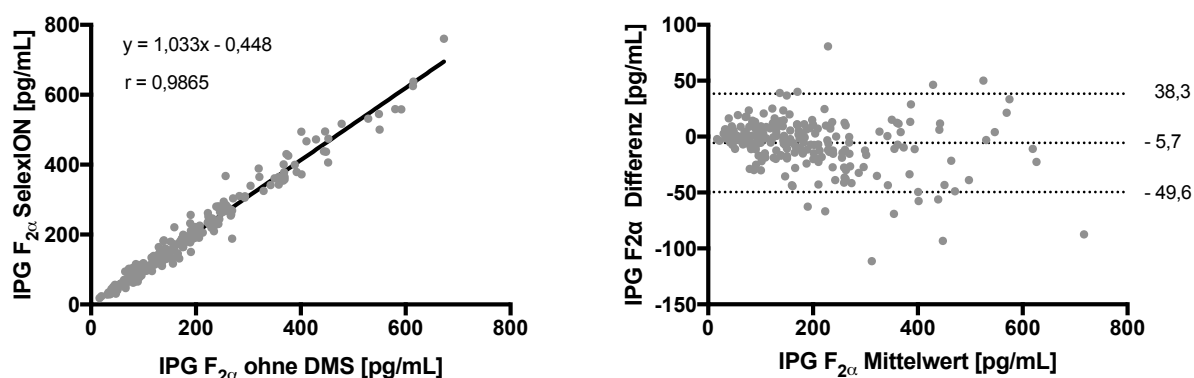 y = 1,033x - 0,448
r = 0,9865
IPG F2α SelexION [pg/mL]
800
600
400
200
0
0 200 400 600 800
IPG F2α ohne DMS [pg/mL]
IPG F2α Differenz [pg/mL]
100
50
0
-50
-100
-150
38,3
- 5,7
- 49,6
0 200 400 600 800
IPG F2α Mittelwert [pg/mL]